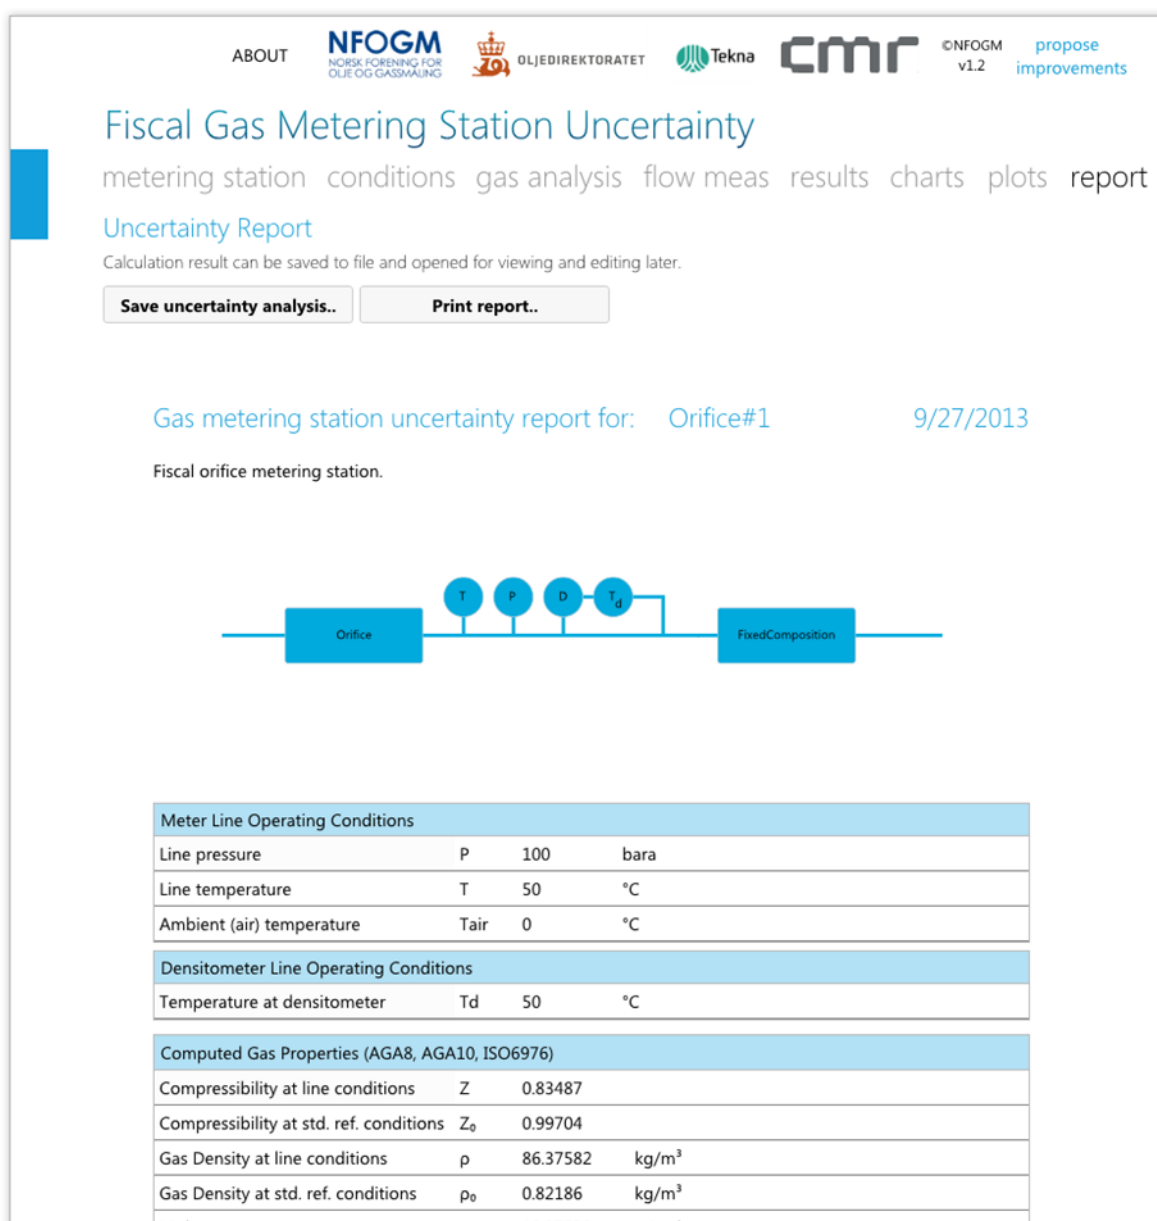 ABOUT
NFOGM
NORSK FORENING FOR
OLJE OG GASSMÅLING
OLJEDIREKTORATET
Tekna
cmr
©NFOGM
v1.2
propose
improvements
Fiscal Gas Metering Station Uncertainty
metering station conditions gas analysis flow meas results charts plots report
Uncertainty Report
Calculation result can be saved to file and opened for viewing and editing later.
Save uncertainty analysis.. Print report..
Gas metering station uncertainty report for: Orifice#1 9/27/2013
Fiscal orifice metering station.
T P D Td
Orifice FixedComposition
Meter Line Operating Conditions
Line pressure P 100 bara
Line temperature T 50 °C
Ambient (air) temperature Tair 0 °C
Densitometer Line Operating Conditions
Temperature at densitometer Td 50 °C
Computed Gas Properties (AGA8, AGA10, ISO6976)
Compressibility at line conditions Z 0.83487
Compressibility at std. ref. conditions Z₀ 0.99704
Gas Density at line conditions ρ 86.37582 kg/m³
Gas Density at std. ref. conditions ρ₀ 0.82186 kg/m³